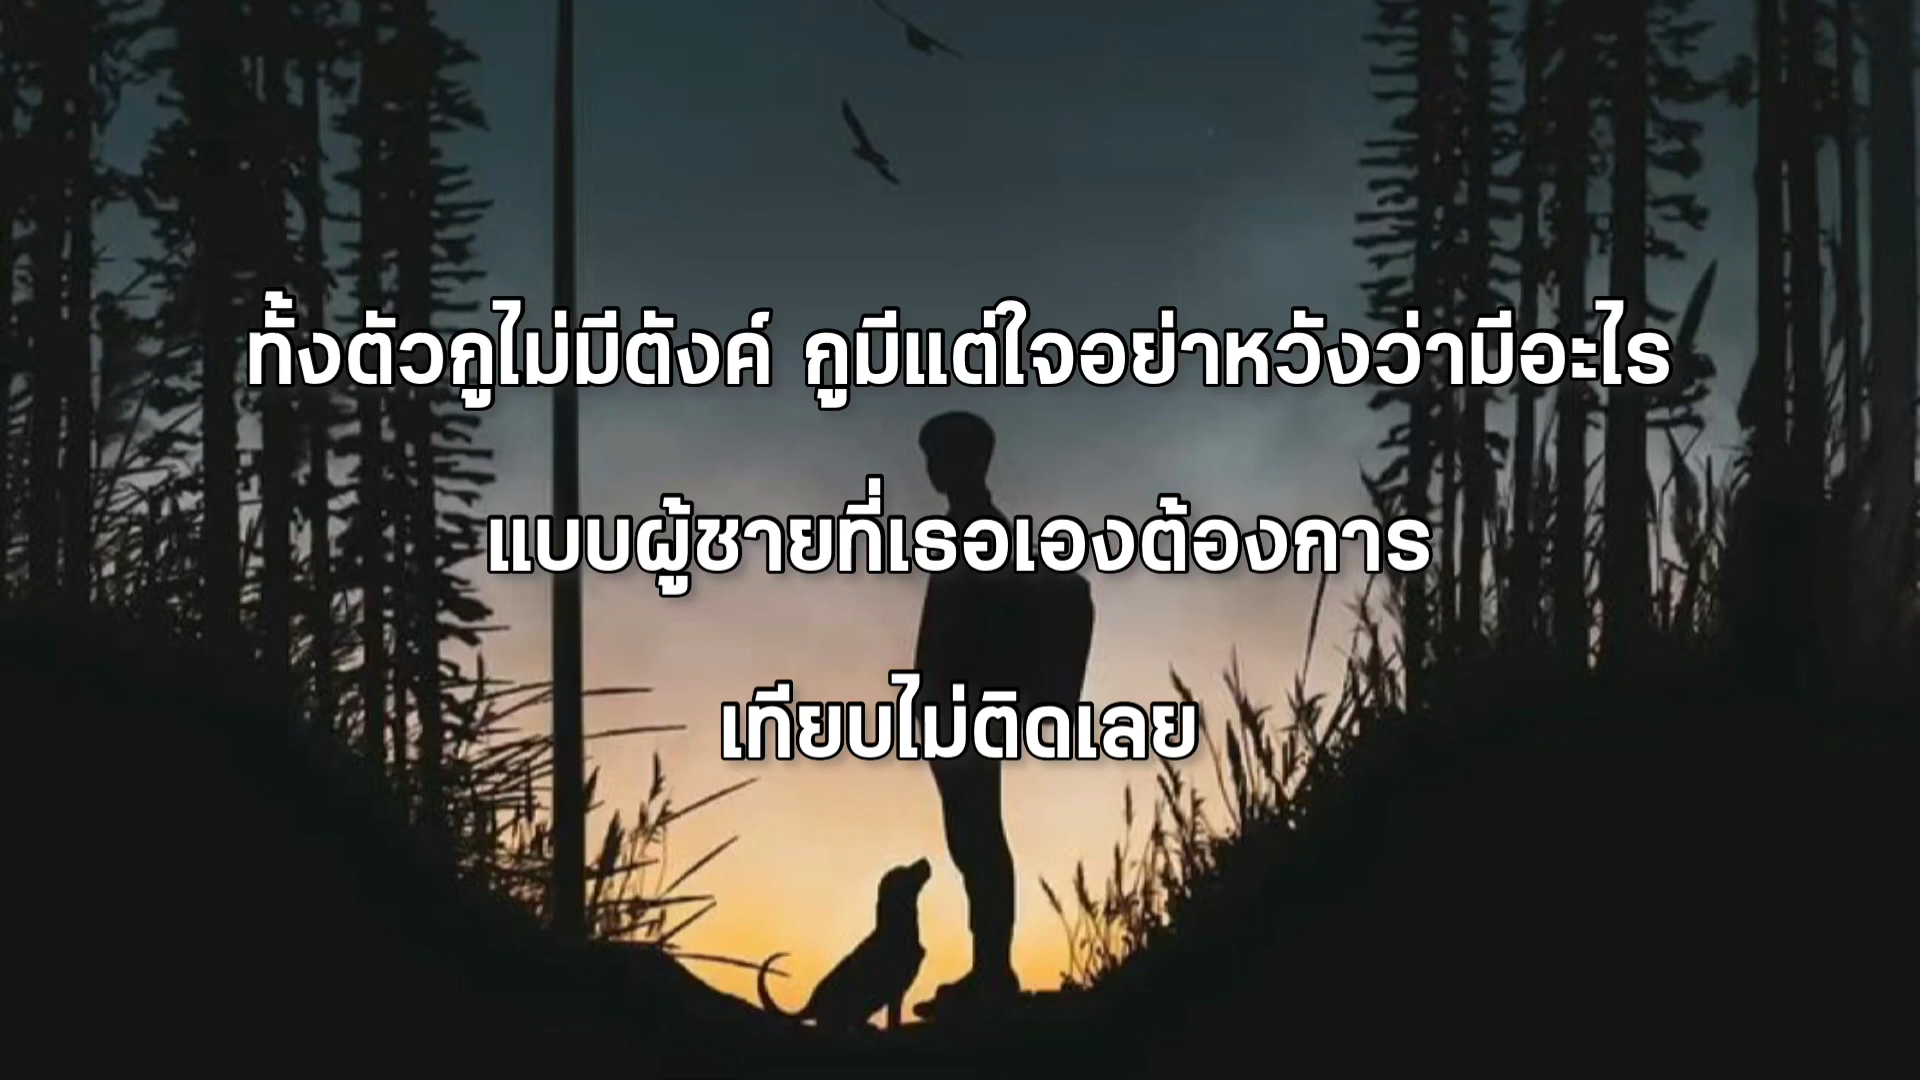 ทั้งตัวกูไม่มีตังค์ กูมีแต่ใจอย่าหวังว่ามีอะไร
แบบผู้ชายที่เธอเองต้องการ
เทียบไม่ติดเลย